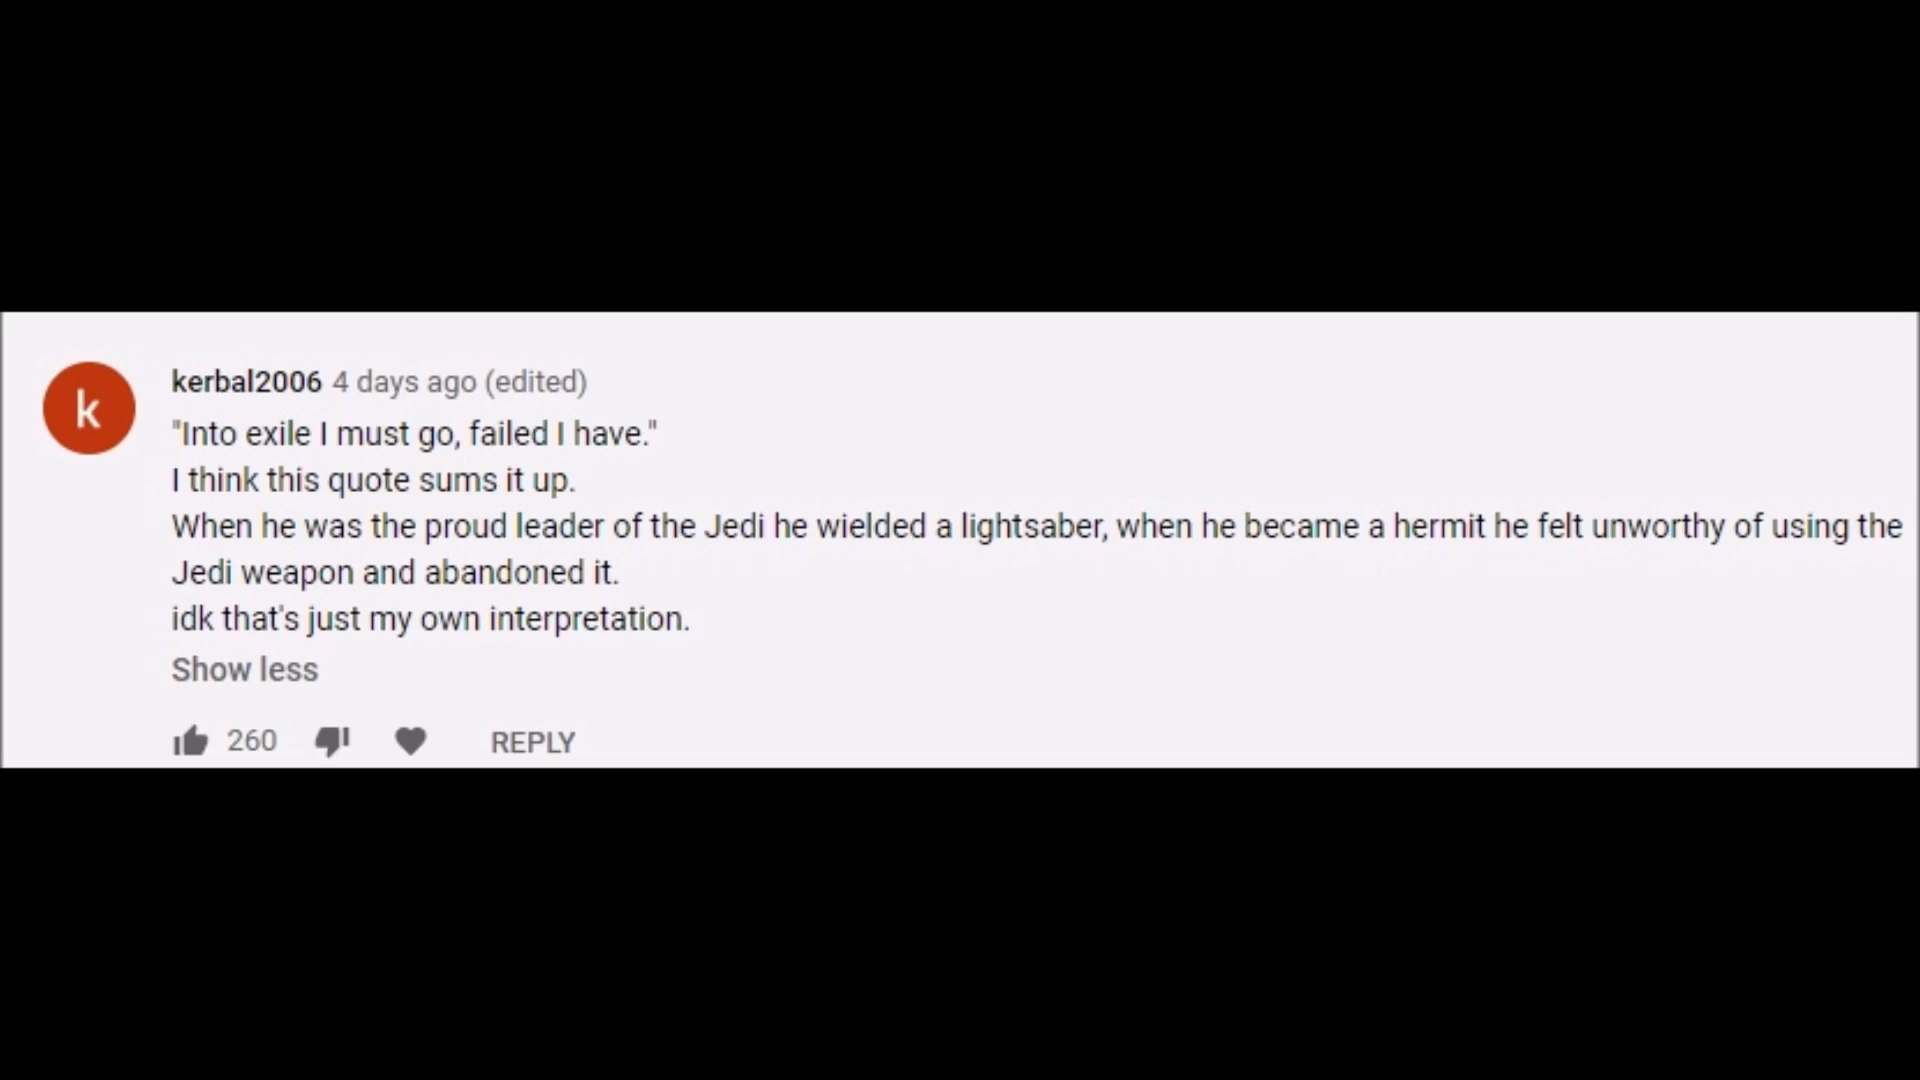 k
kerbal2006 4 days ago (edited)
"Into exile I must go, failed I have."
I think this quote sums it up.
When he was the proud leader of the Jedi he wielded a lightsaber, when he became a hermit he felt unworthy of using the
Jedi weapon and abandoned it.
idk that's just my own interpretation.
Show less
260 REPLY